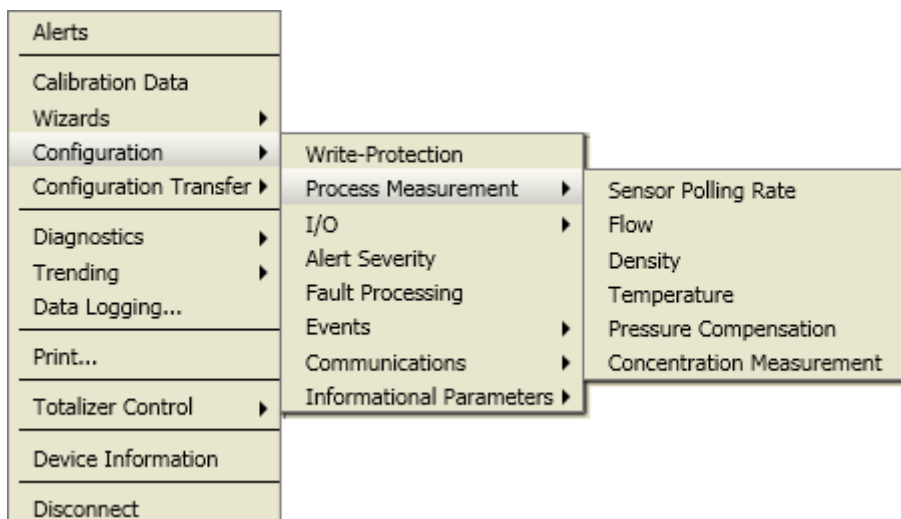 Alerts
Calibration Data
Wizards
Configuration
Configuration Transfer
Diagnostics
Trending
Data Logging...
Print...
Totalizer Control
Device Information
Disconnect
Write-Protection
Process Measurement
I/O
Alert Severity
Fault Processing
Events
Communications
Informational Parameters
Sensor Polling Rate
Flow
Density
Temperature
Pressure Compensation
Concentration Measurement